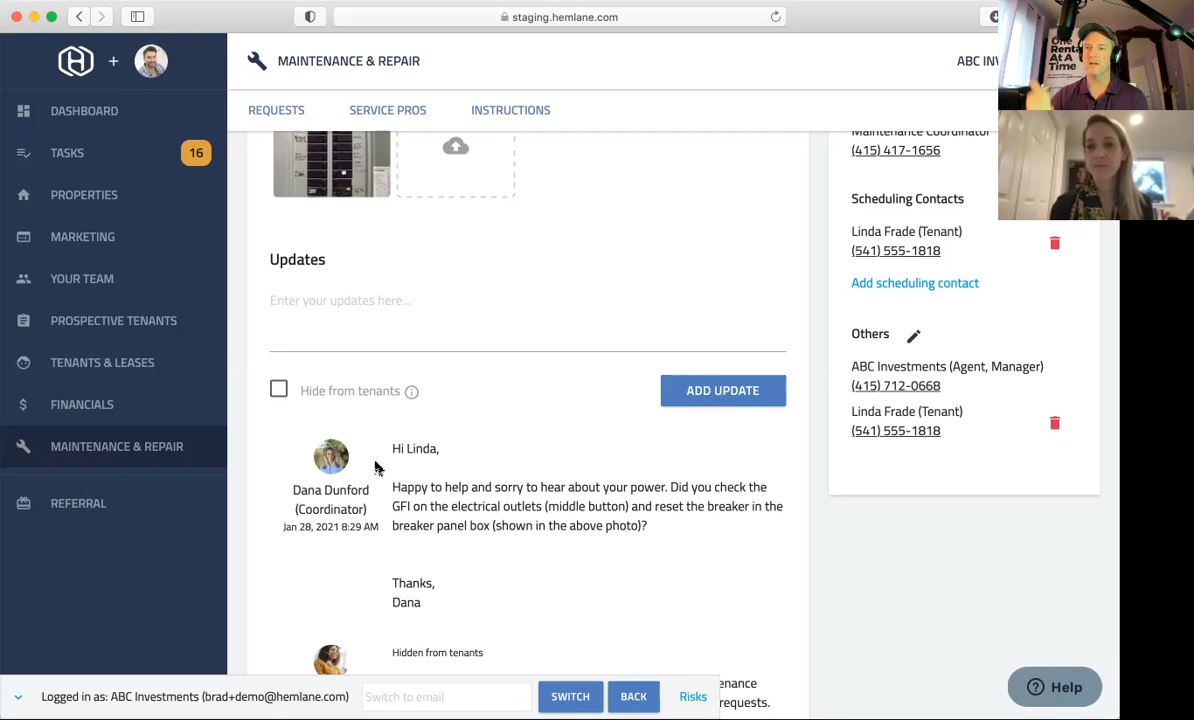 staging.hemlane.com
One
Renta
At A
Time
H +
MAINTENANCE & REPAIR
ABC IN
REQUESTS SERVICE PROS INSTRUCTIONS
DASHBOARD
TASKS 16
PROPERTIES
MARKETING
YOUR TEAM
PROSPECTIVE TENANTS
TENANTS & LEASES
FINANCIALS
MAINTENANCE & REPAIR
REFERRAL
Updates
Enter your updates here...
Hide from tenants
ADD UPDATE
Dana Dunford
(Coordinator)
Jan 28, 2021 8:29 AM
Hi Linda,
Happy to help and sorry to hear about your power. Did you check the
GFI on the electrical outlets (middle button) and reset the breaker in the
breaker panel box (shown in the above photo)?
Thanks,
Dana
Hidden from tenants
enance
requests.
Maintenance Coordinator
(415) 417-1656
Scheduling Contacts
Linda Frade (Tenant)
(541) 555-1818
Add scheduling contact
Others
ABC Investments (Agent, Manager)
(415) 712-0668
Linda Frade (Tenant)
(541) 555-1818
Logged in as: ABC Investments (brad+demo@hemlane.com) Switch to email SWITCH BACK Risks
Help